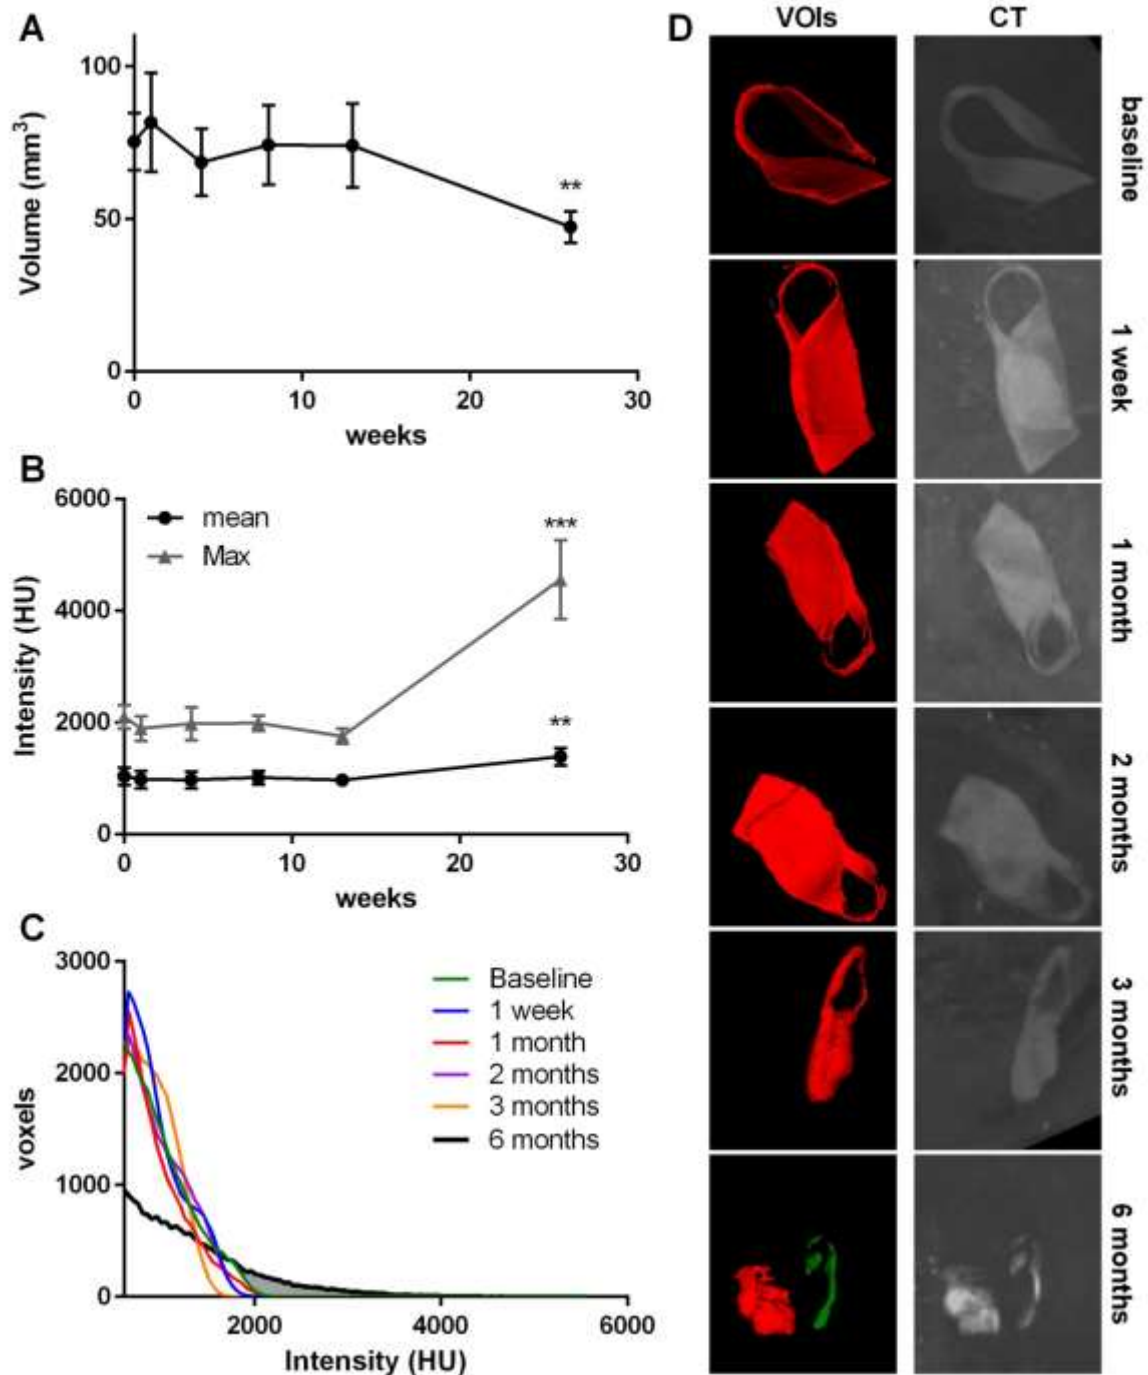 A
Volume (mm³)
100
50
0
**
0 10 20 30
weeks
B
Intensity (HU)
6000
4000
2000
0
mean
Max
***
**
0 10 20 30
weeks
C
voxels
3000
2000
1000
0
Baseline
1 week
1 month
2 months
3 months
6 months
2000 4000 6000
Intensity (HU)
D
VOIs CT
baseline
1 week
1 month
2 months
3 months
6 months